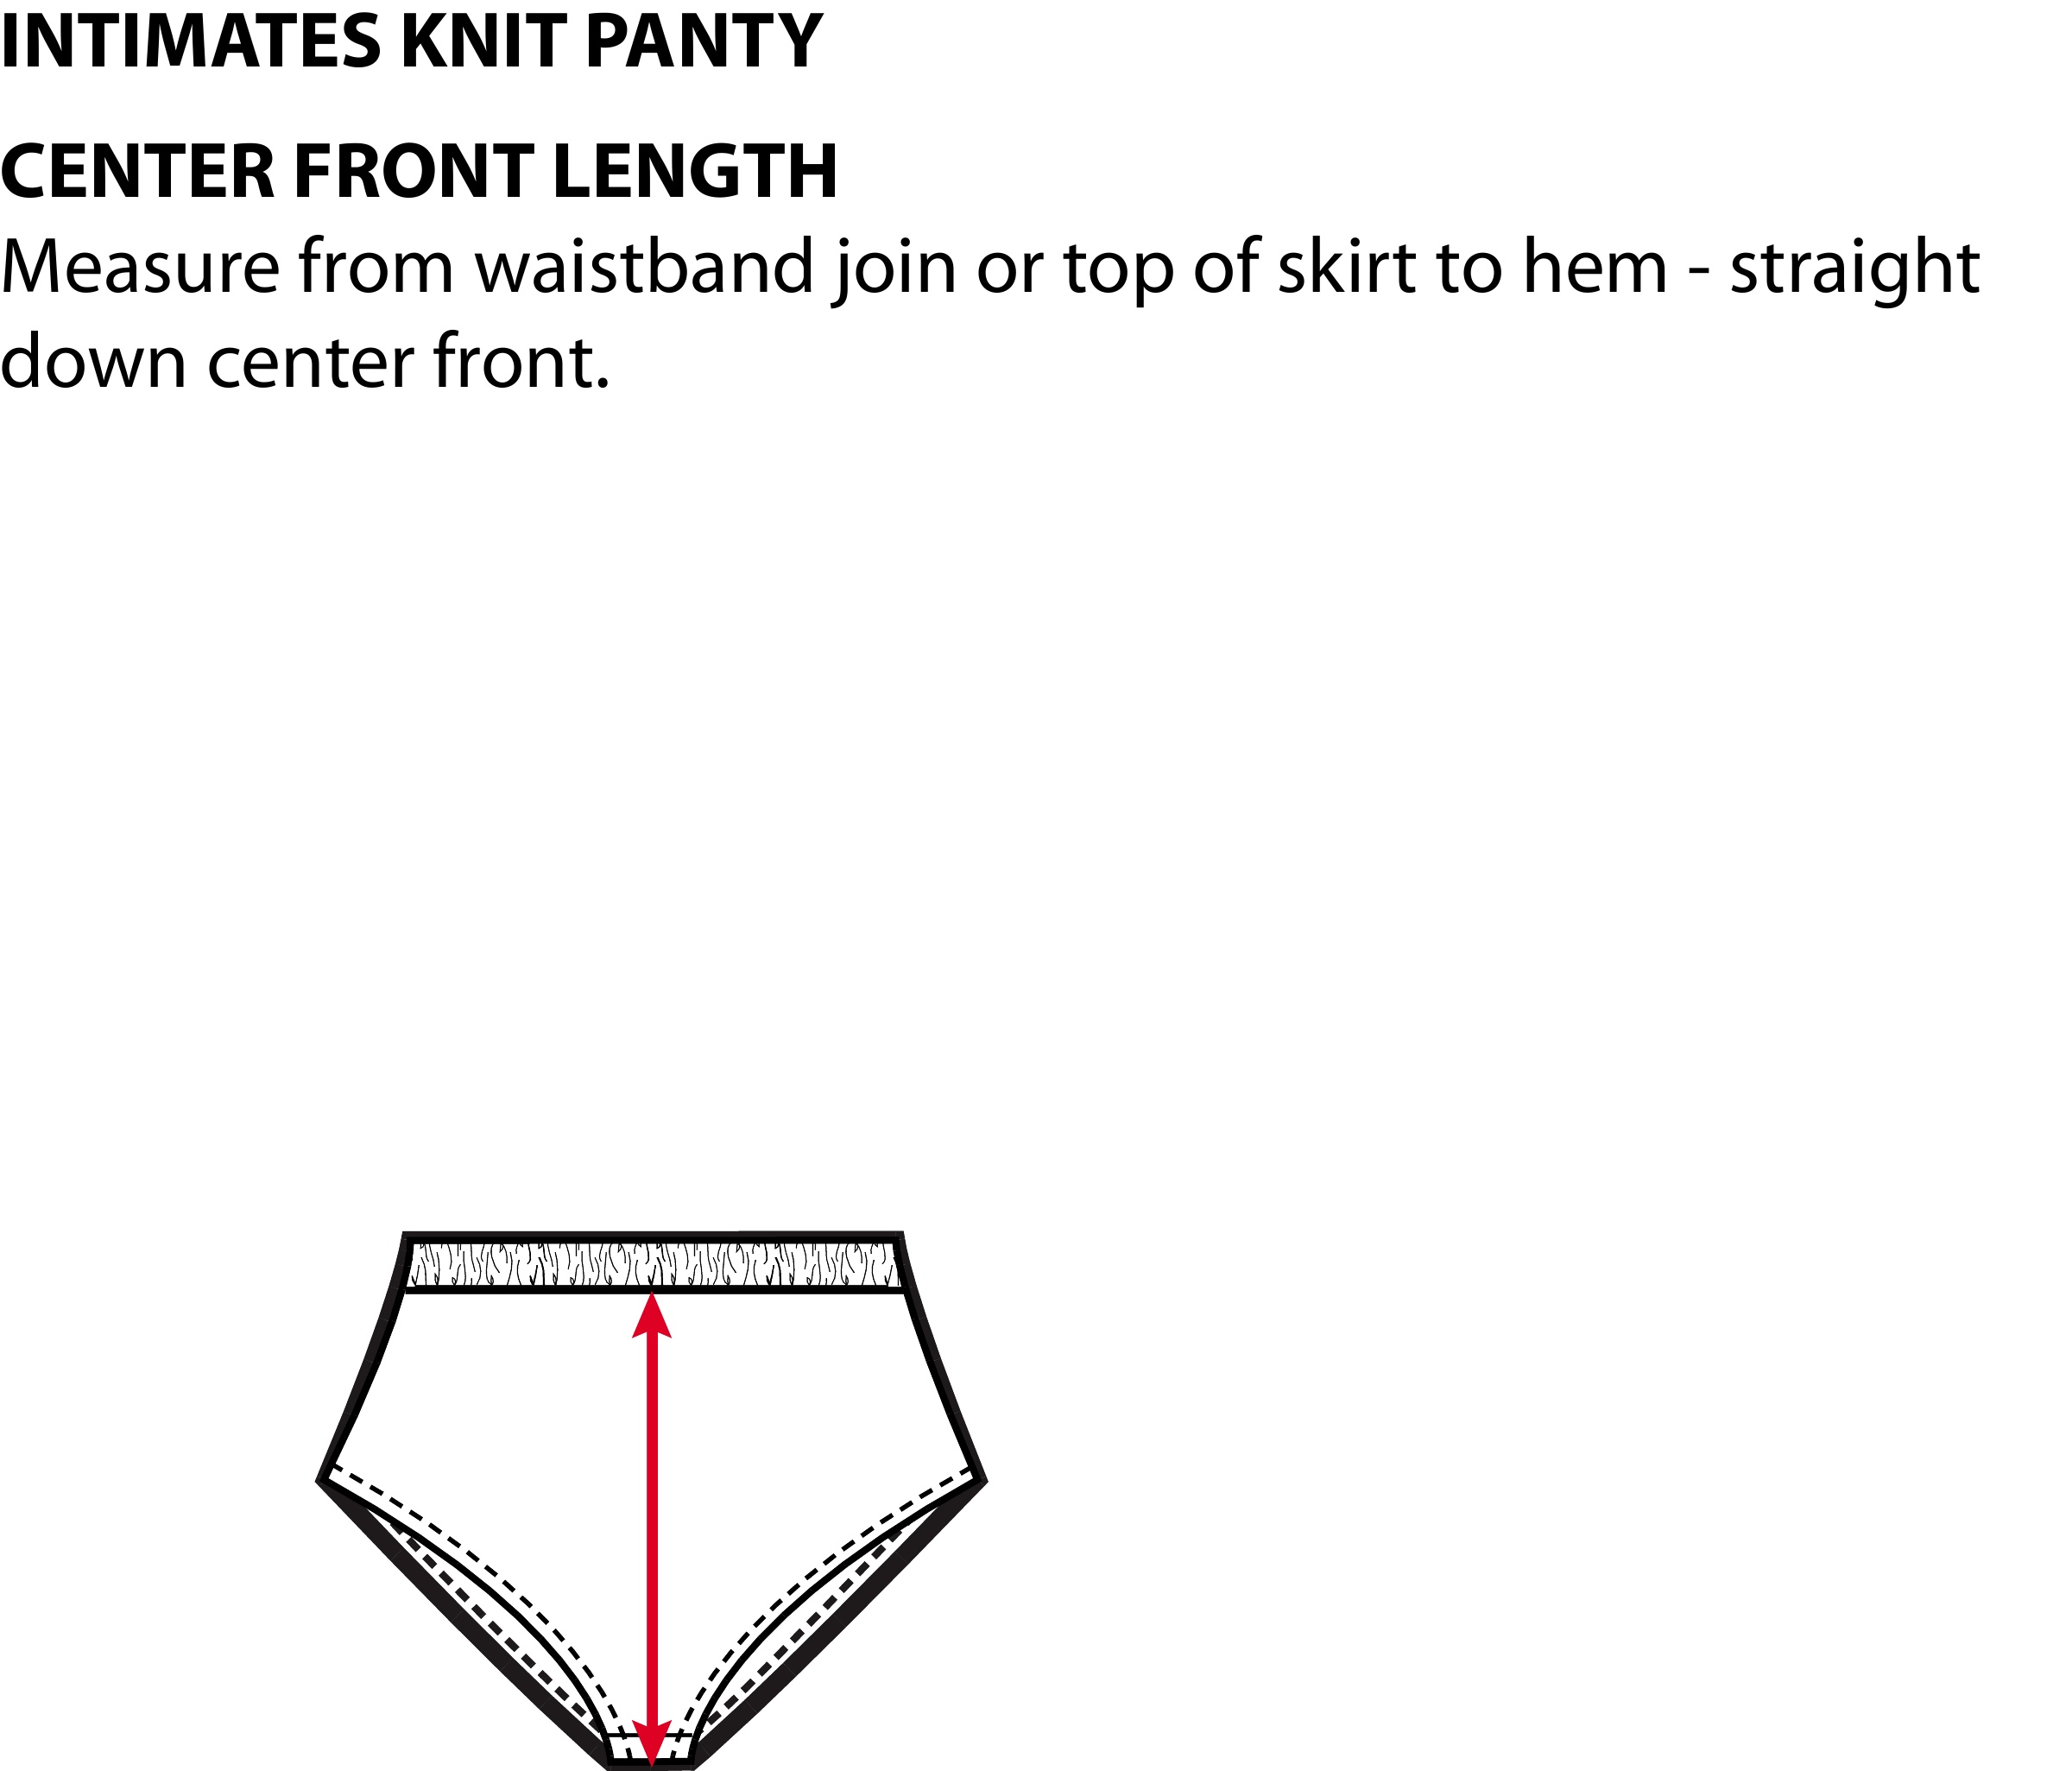 INTIMATES KNIT PANTY
CENTER FRONT LENGTH
Measure from waistband join or top of skirt to hem - straight
down center front.